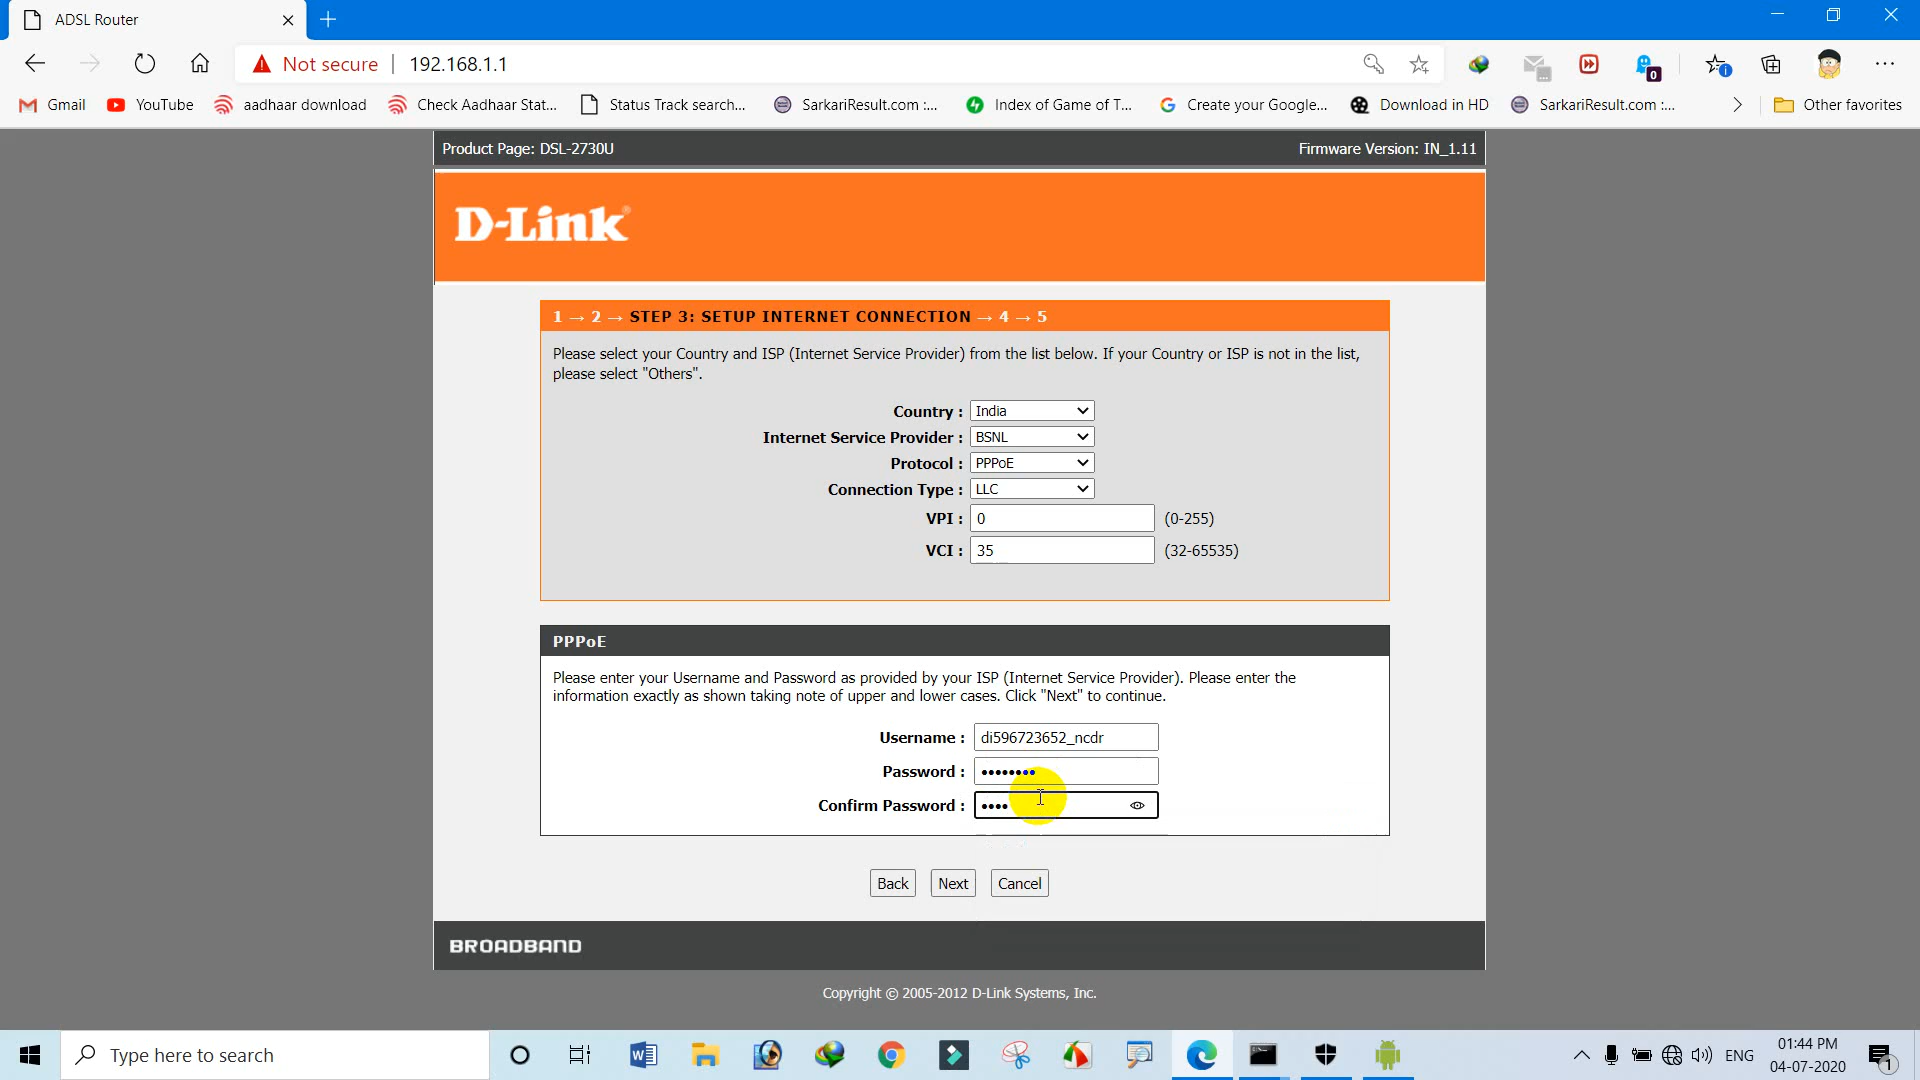 ADSL Router
Not secure | 192.168.1.1
0
Gmail YouTube aadhaar download Check Aadhaar Stat... Status Track search... SarkariResult.com :... Index of Game of T... Create your Google... Download in HD SarkariResult.com :... Other favorites
Product Page: DSL-2730U Firmware Version: IN_1.11
D-Link®
1 → 2 → STEP 3: SETUP INTERNET CONNECTION → 4 → 5
Please select your Country and ISP (Internet Service Provider) from the list below. If your Country or ISP is not in the list,
please select "Others".
Country : India
Internet Service Provider : BSNL
Protocol : PPPoE
Connection Type : LLC
VPI : 0 (0-255)
VCI : 35 (32-65535)
PPPoE
Please enter your Username and Password as provided by your ISP (Internet Service Provider). Please enter the
information exactly as shown taking note of upper and lower cases. Click "Next" to continue.
Username : di596723652_ncdr
Password : ••••••••
Confirm Password : ••••
Back Next Cancel
BROADBAND
Copyright © 2005-2012 D-Link Systems, Inc.
Type here to search
ENG
01:44 PM
04-07-2020
1